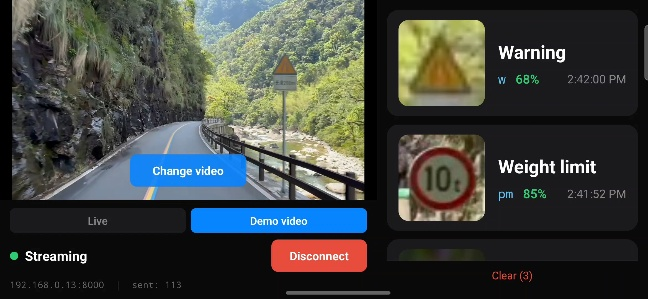 Change video
Live
Demo video
Streaming
Disconnect
192.168.0.13:8000 | sent: 113
Warning
w 68% 2:42:00 PM
10t
Weight limit
pm 85% 2:41:52 PM
Clear (3)